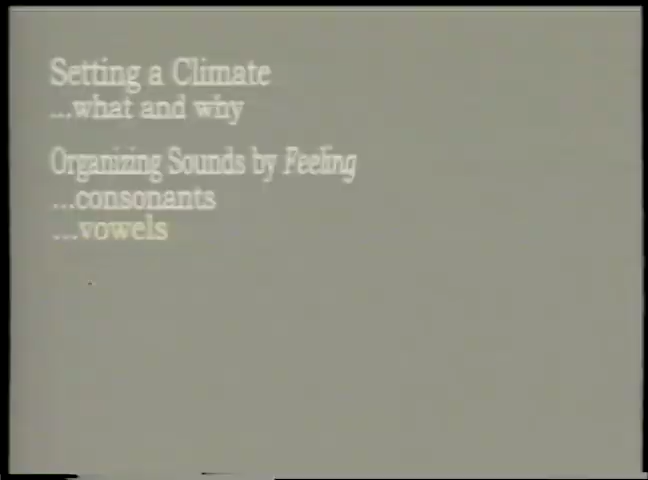 Setting a Climate
...what and why
Organizing Sounds by Feeling
...consonants
...vowels